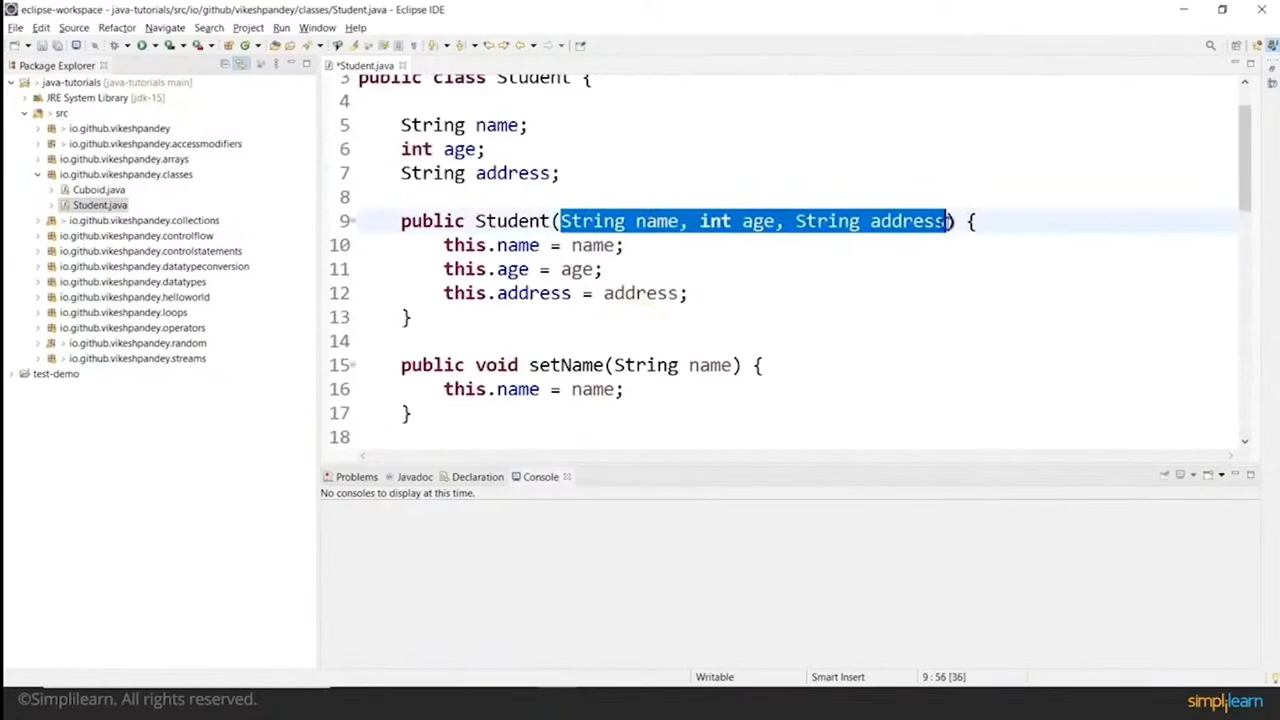 eclipse-workspace - java-tutorials/src/io/github/vikeshpandey/classes/Student.java - Eclipse IDE
File Edit Source Refactor Navigate Search Project Run Window Help
Package Explorer
java-tutorials [java-tutorials main]
JRE System Library [jdk-15]
src
io.github.vikeshpandey
io.github.vikeshpandey.accessmodifiers
io.github.vikeshpandey.arrays
io.github.vikeshpandey.classes
Cuboid.java
Student.java
io.github.vikeshpandey.collections
io.github.vikeshpandey.controlflow
io.github.vikeshpandey.controlstatements
io.github.vikeshpandey.datatypeconversion
io.github.vikeshpandey.datatypes
io.github.vikeshpandey.helloworld
io.github.vikeshpandey.loops
io.github.vikeshpandey.operators
io.github.vikeshpandey.random
io.github.vikeshpandey.streams
test-demo
*Student.java
3 public class Student {
4
5 String name;
6 int age;
7 String address;
8
9 public Student(String name, int age, String address) {
10 this.name = name;
11 this.age = age;
12 this.address = address;
13 }
14
15 public void setName(String name) {
16 this.name = name;
17 }
18
Problems Javadoc Declaration Console
No consoles to display at this time.
Writable Smart Insert 9 : 56 [36]
©Simplilearn. All rights reserved.
simplilearn